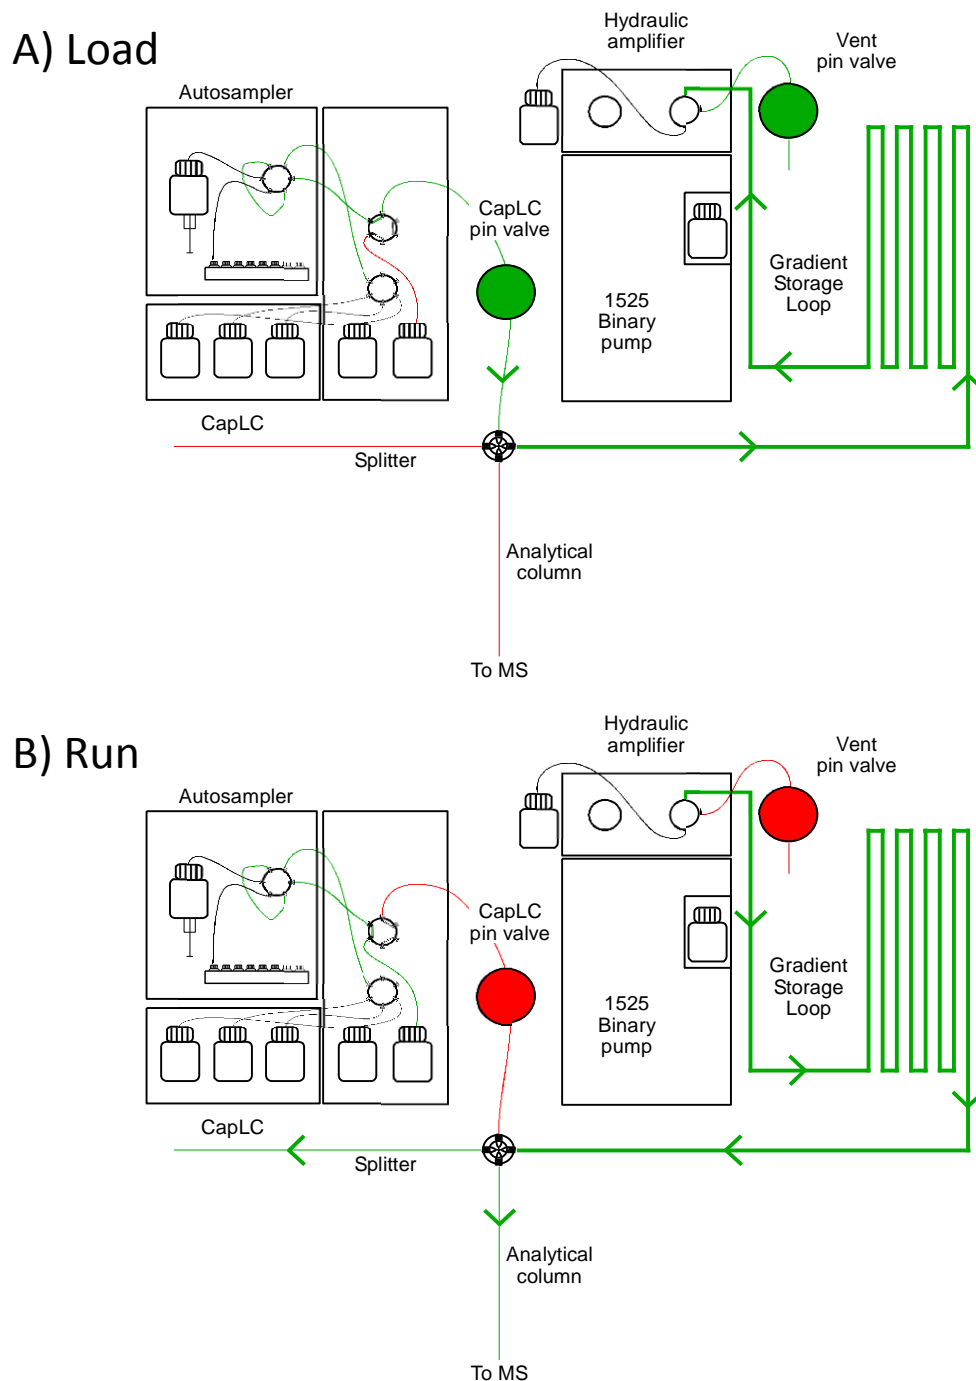 A) Load
Hydraulic
amplifier
Vent
pin valve
Autosampler
CapLC
pin valve
Gradient
Storage
Loop
1525
Binary
pump
CapLC
Splitter
Analytical
column
To MS
B) Run
Hydraulic
amplifier
Vent
pin valve
Autosampler
CapLC
pin valve
Gradient
Storage
Loop
1525
Binary
pump
CapLC
Splitter
Analytical
column
To MS